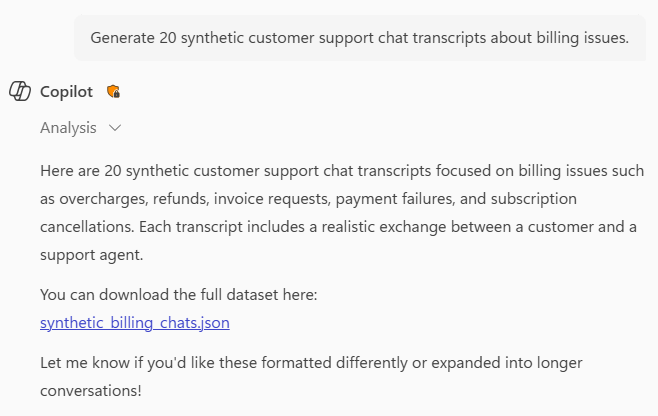 Generate 20 synthetic customer support chat transcripts about billing issues.
Copilot
Analysis
Here are 20 synthetic customer support chat transcripts focused on billing issues such
as overcharges, refunds, invoice requests, payment failures, and subscription
cancellations. Each transcript includes a realistic exchange between a customer and a
support agent.
You can download the full dataset here:
synthetic_billing_chats.json
Let me know if you'd like these formatted differently or expanded into longer
conversations!